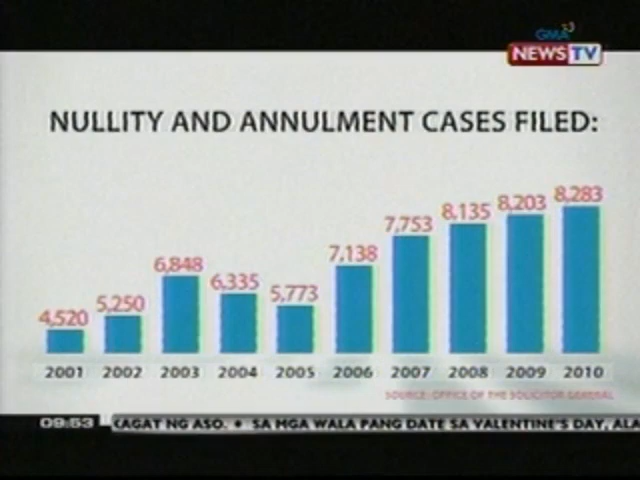 GMA
NEWS TV
NULLITY AND ANNULMENT CASES FILED:
4,520 5,250 6,848 6,335 5,773 7,138 7,753 8,135 8,203 8,283
2001 2002 2003 2004 2005 2006 2007 2008 2009 2010
SOURCE: OFFICE OF THE SOLICITOR GENERAL
09:53 KAGAT NG ASO. • SA MGA WALA PANG DATE SA VALENTINE'S DAY, ALA